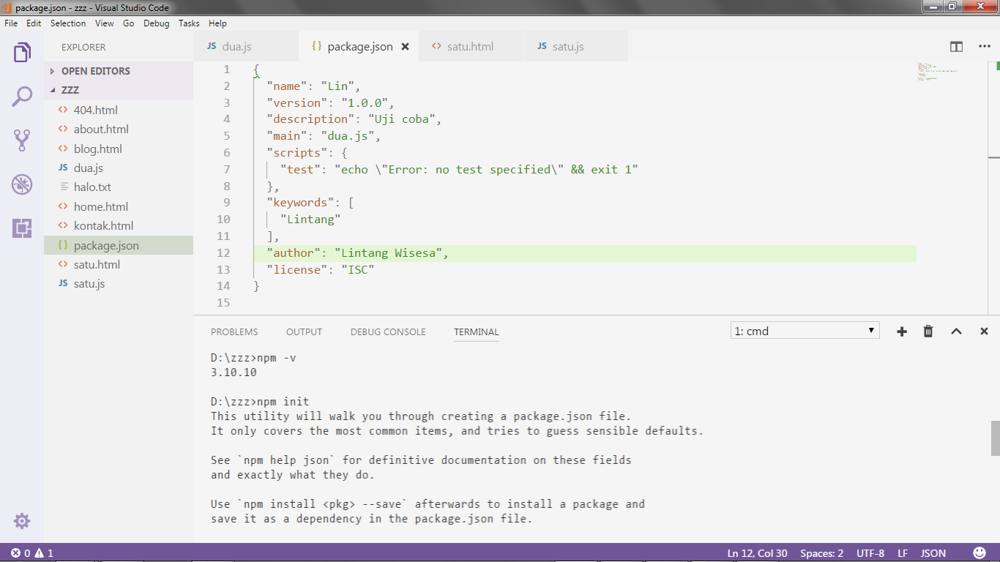 package.json - zzz - Visual Studio Code
File Edit Selection View Go Debug Tasks Help
EXPLORER
OPEN EDITORS
ZZZ
<> 404.html
<> about.html
<> blog.html
JS dua.js
halo.txt
<> home.html
<> kontak.html
{} package.json
<> satu.html
JS satu.js
JS dua.js {} package.json × <> satu.html JS satu.js
1 {
2 "name": "Lin",
3 "version": "1.0.0",
4 "description": "Uji coba",
5 "main": "dua.js",
6 "scripts": {
7 "test": "echo \"Error: no test specified\" && exit 1"
8 },
9 "keywords": [
10 "Lintang"
11 ],
12 "author": "Lintang Wisesa",
13 "license": "ISC"
14 }
15
PROBLEMS OUTPUT DEBUG CONSOLE TERMINAL 1: cmd
D:\zzz>npm -v
3.10.10
D:\zzz>npm init
This utility will walk you through creating a package.json file.
It only covers the most common items, and tries to guess sensible defaults.
See `npm help json` for definitive documentation on these fields
and exactly what they do.
Use `npm install <pkg> --save` afterwards to install a package and
save it as a dependency in the package.json file.
0 1 Ln 12, Col 30 Spaces: 2 UTF-8 LF JSON